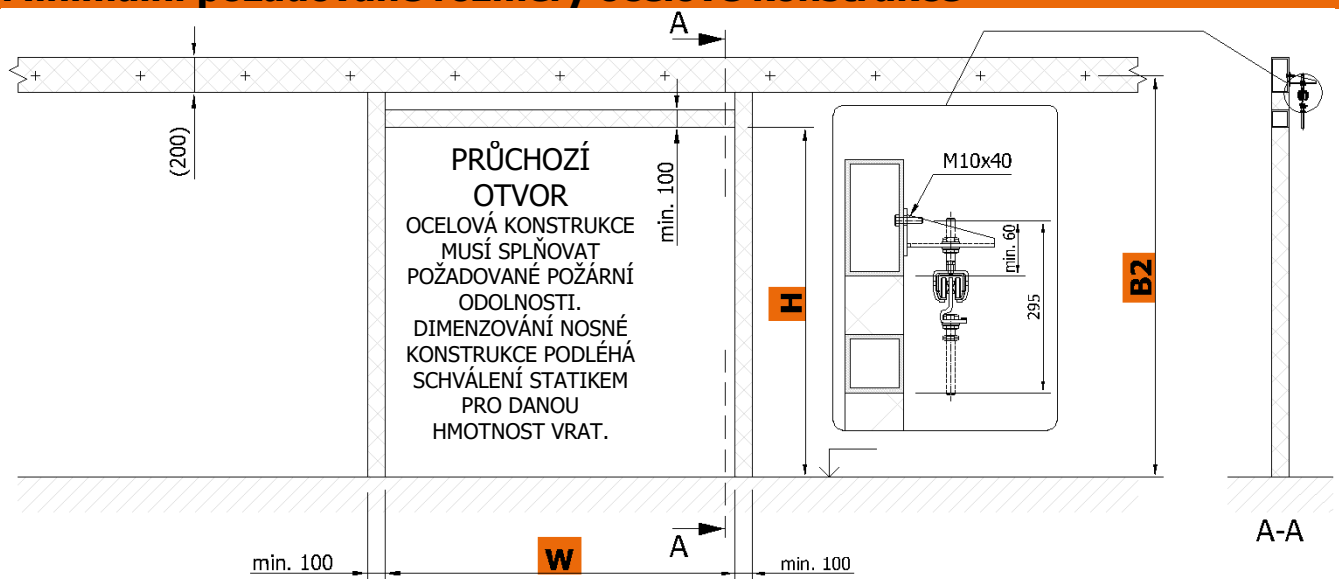 A
(200)
PRŮCHOZÍ
OTVOR
OCELOVÁ KONSTRUKCE
MUSÍ SPLŇOVAT
POŽADOVANÉ POŽÁRNÍ
ODOLNOSTI.
DIMENZOVÁNÍ NOSNÉ
KONSTRUKCE PODLÉHÁ
SCHVÁLENÍ STATIKEM
PRO DANOU
HMOTNOST VRAT.
min. 100
H
M10x40
min. 60
295
B2
A
A-A
min. 100
W
min. 100